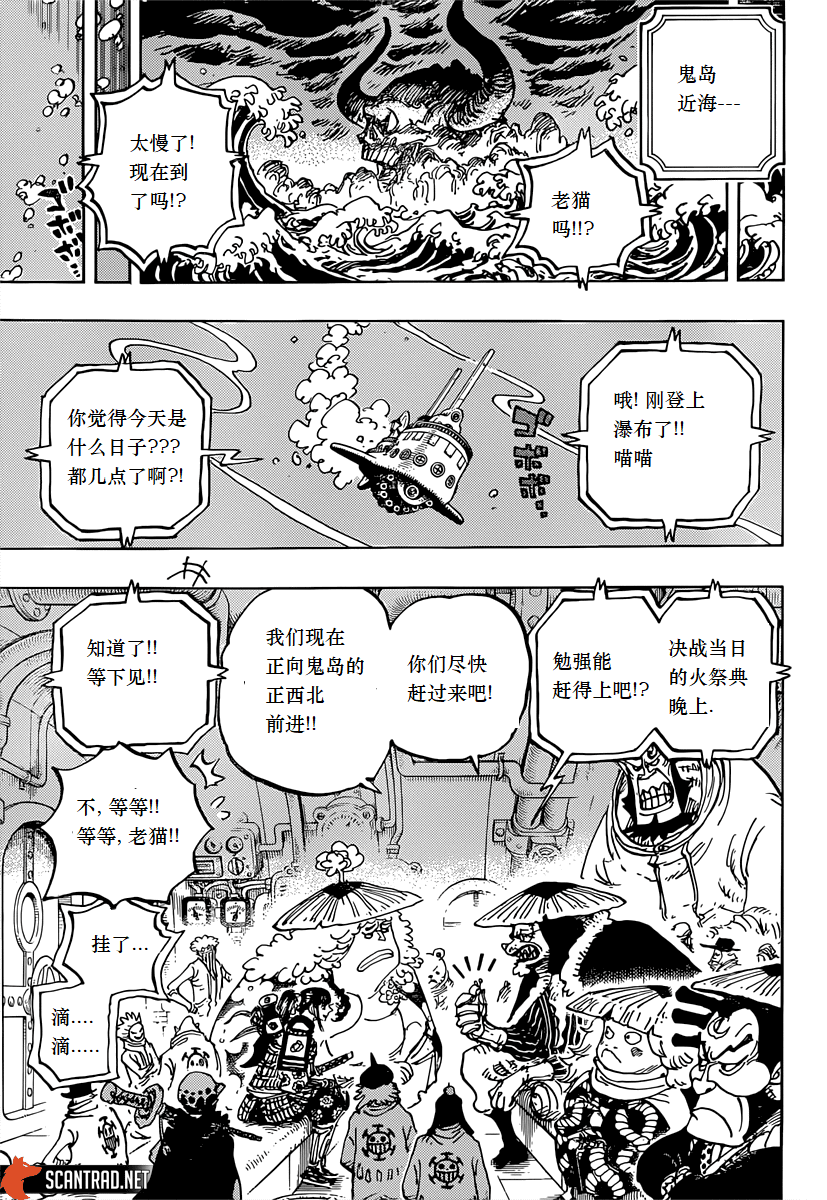 鬼岛
近海---
老猫
吗!!?
太慢了!
现在到
了吗!?
哦! 刚登上
瀑布了!!
喵喵
你觉得今天是
什么日子???
都几点了啊?!
决战当日
的火祭典
晚上.
勉强能
赶得上吧!?
你们尽快
赶过来吧!
我们现在
正向鬼岛的
正西北
前进!!
知道了!!
等下见!!
不, 等等!!
等等, 老猫!!
挂了...
滴....
滴.....
SCANTRAD.NET